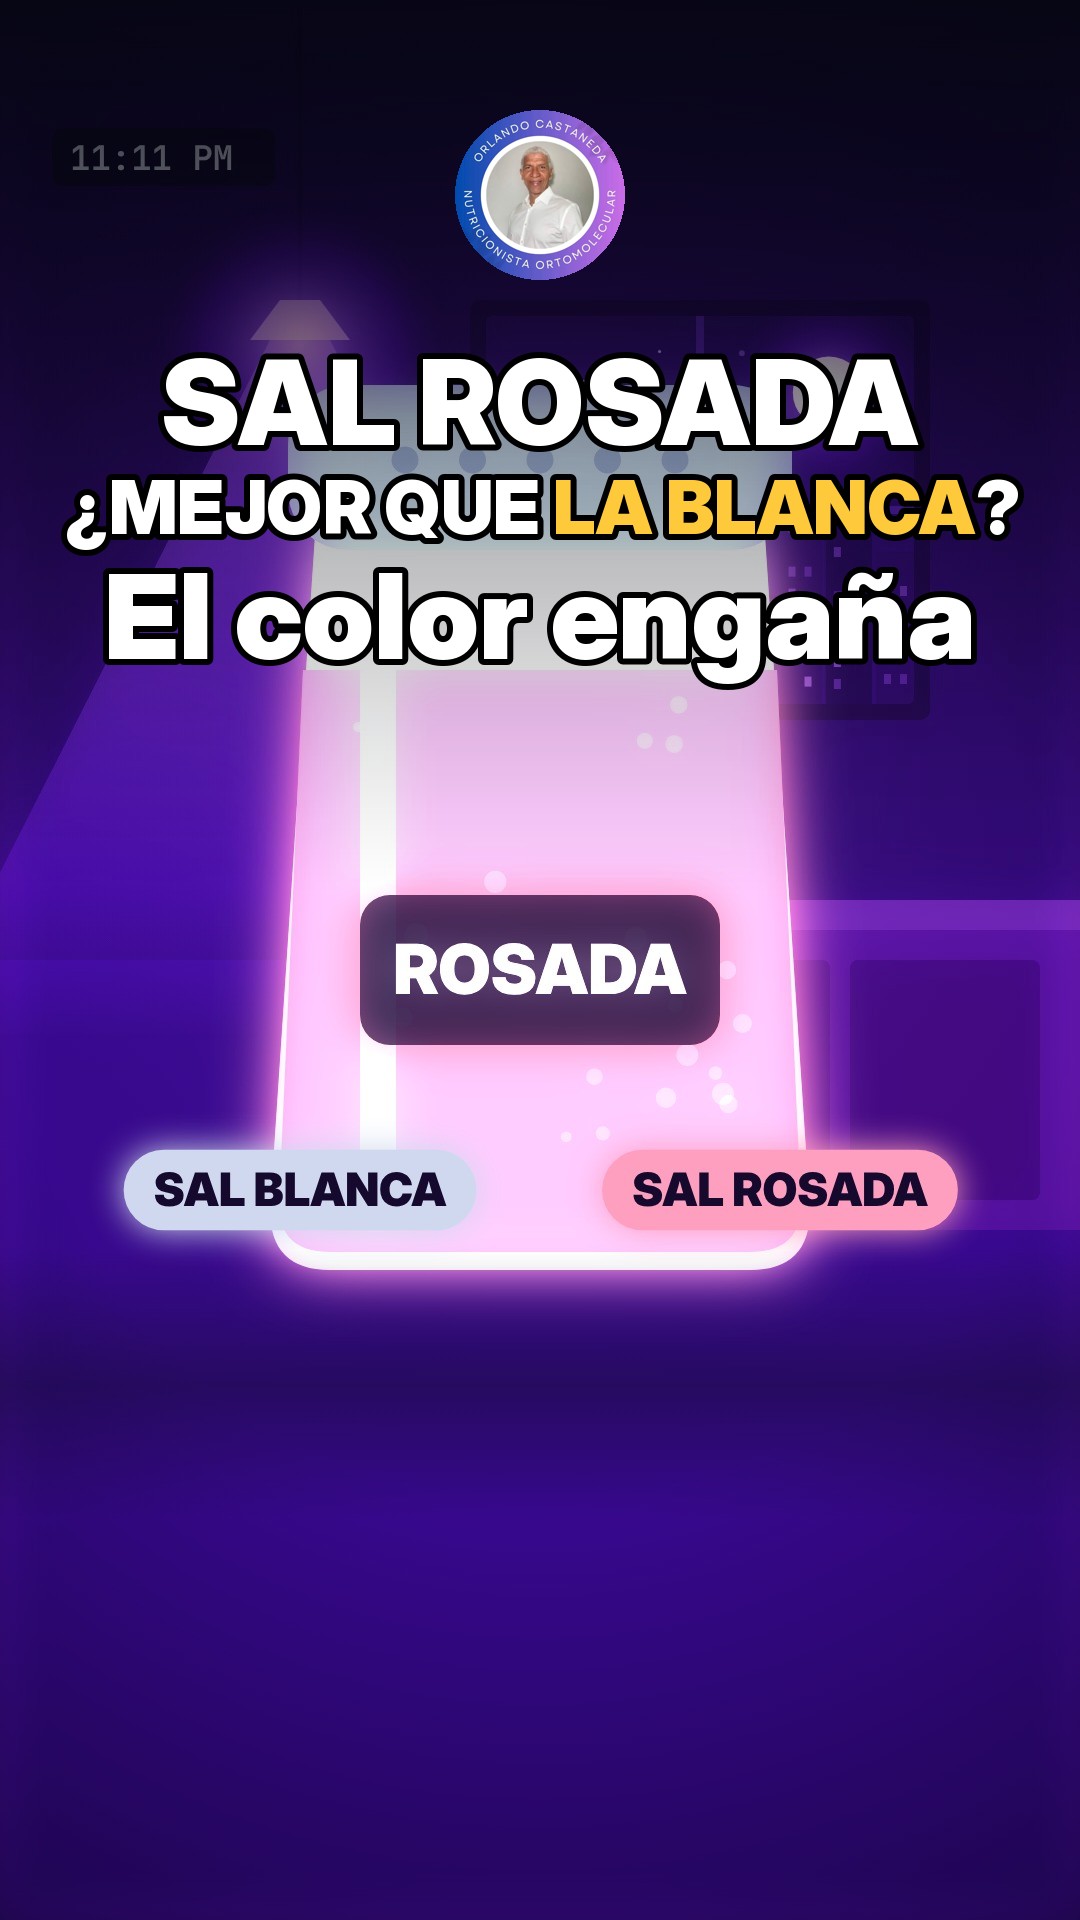 11:11 PM
ORLANDO CASTANEDA
NUTRICIONISTA ORTOMOLECULAR
SAL ROSADA
¿MEJOR QUE LA BLANCA?
El color engaña
ROSADA
SAL BLANCA
SAL ROSADA